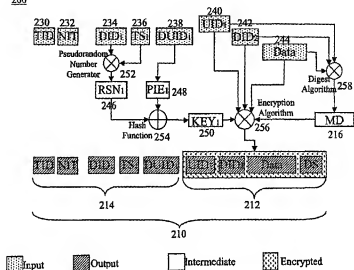 200
230 232 234 236 238 240 242 244
TID NIT DID₁ TS₁ DUID₁ UID₁ DID₂ Data
Pseudorandom Number Generator
252
Digest Algorithm
258
RSN₁
246
PIE₁
248
Encryption Algorithm
Hash Function
254
KEY₁
250
256
MD
216
TID NIT DID₁ TS₁ DUID₁ UID₁ DID₂ Data DS
214
212
210
Input Output Intermediate Encrypted